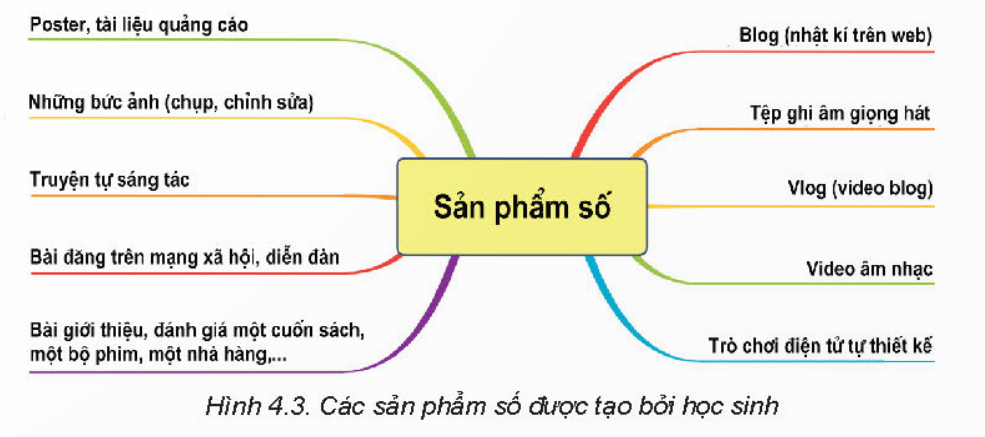 Poster, tài liệu quảng cáo
Những bức ảnh (chụp, chỉnh sửa)
Truyện tự sáng tác
Bài đăng trên mạng xã hội, diễn đàn
Bài giới thiệu, đánh giá một cuốn sách,
một bộ phim, một nhà hàng,...
Sản phẩm số
Blog (nhật kí trên web)
Tệp ghi âm giọng hát
Vlog (video blog)
Video âm nhạc
Trò chơi điện tử tự thiết kế
Hình 4.3. Các sản phẩm số được tạo bởi học sinh